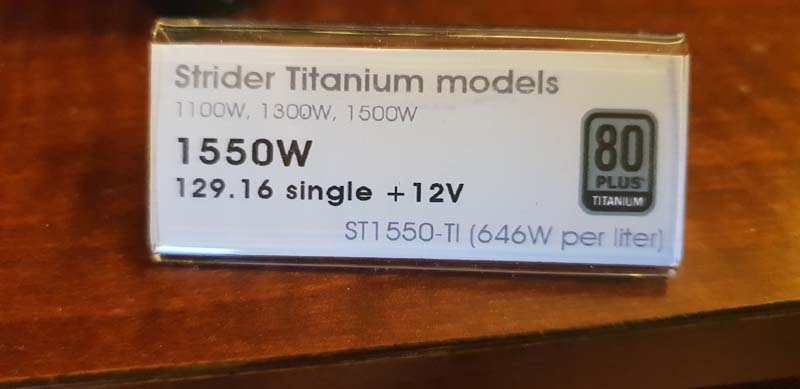 Strider Titanium models
1100W, 1300W, 1500W
1550W
129.16 single +12V
80
PLUS
TITANIUM
ST1550-TI (646W per liter)